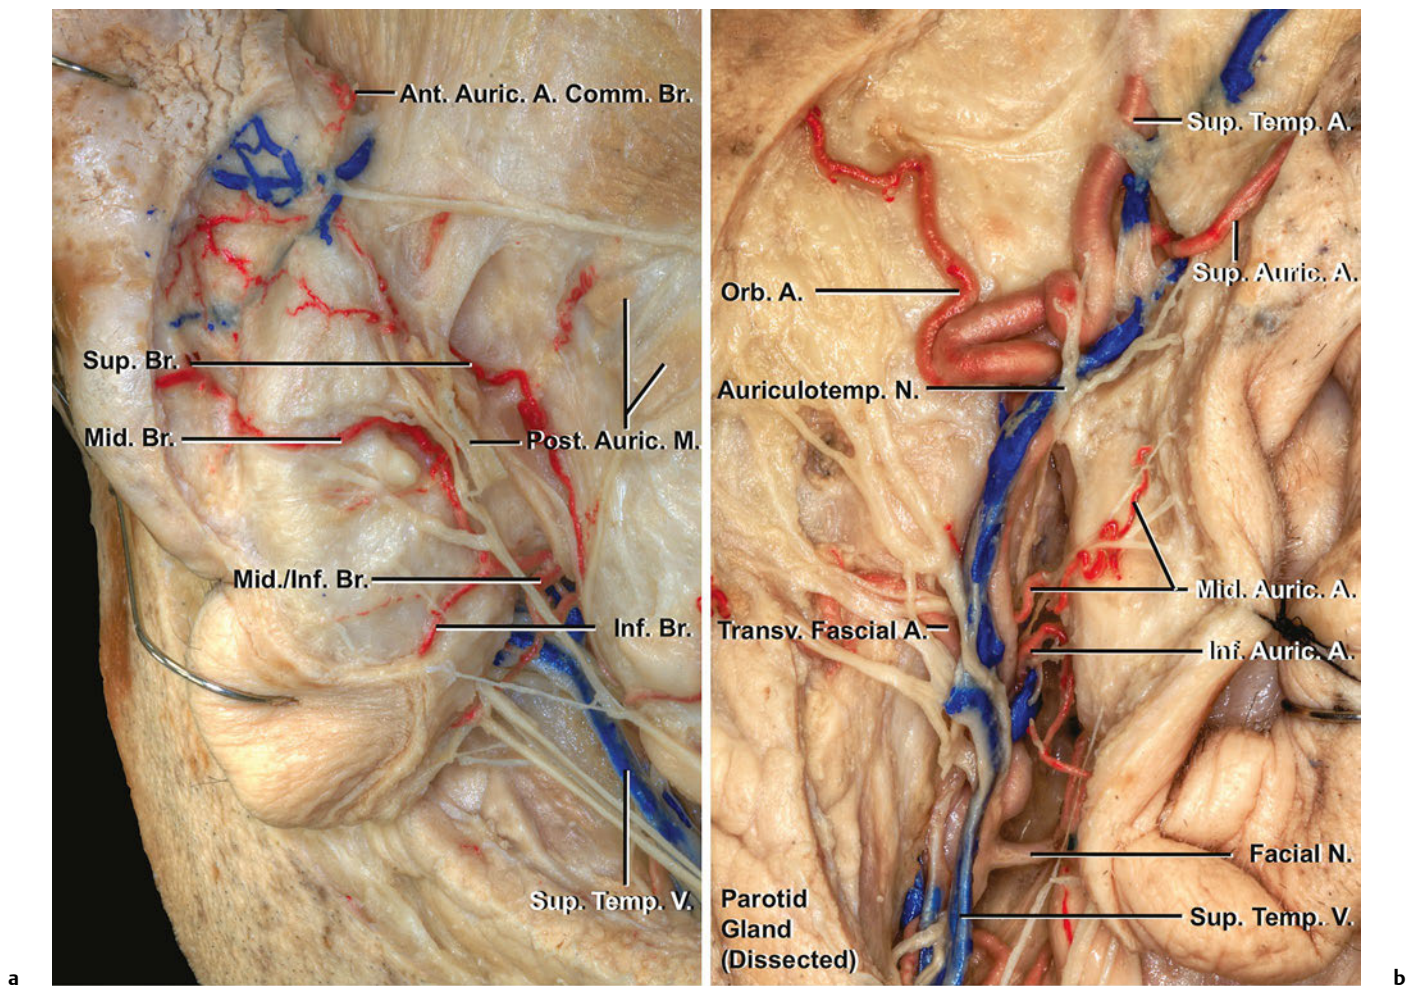 Ant. Auric. A. Comm. Br.
Sup. Br.
Mid. Br.
Post. Auric. M.
Mid./Inf. Br.
Inf. Br.
Sup. Temp. V.
a
Sup. Temp. A.
Sup. Auric. A.
Orb. A.
Auriculotemp. N.
Mid. Auric. A.
Transv. Fascial A.
Inf. Auric. A.
Facial N.
Parotid
Gland
(Dissected)
Sup. Temp. V.
b